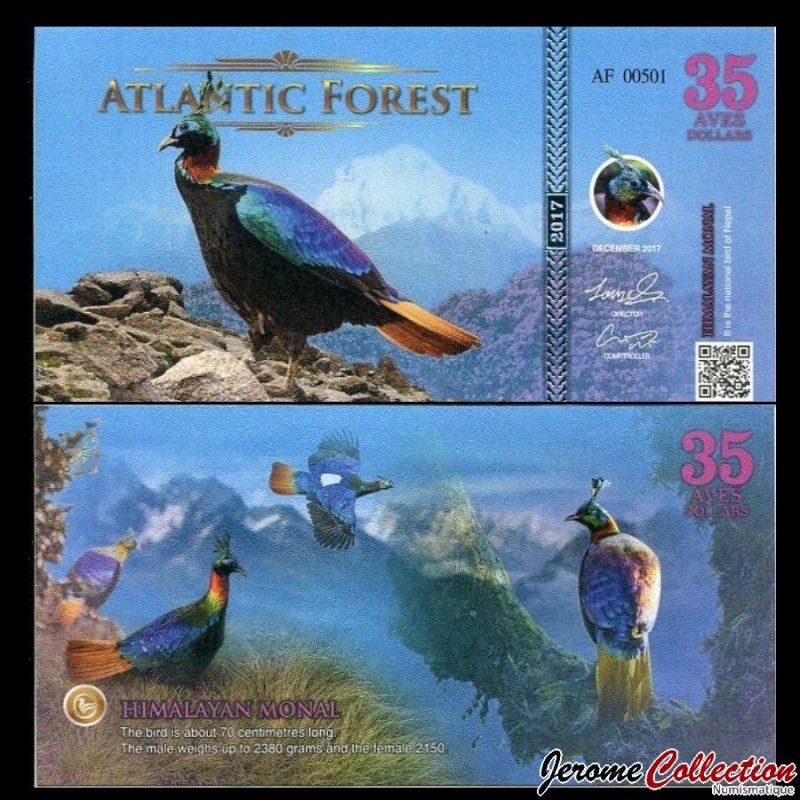 ATLANTIC FOREST
AF 00501
35
AVES
DOLLARS
2017
DECEMBER 2017
DIRECTOR
COMPTROLLER
HIMALAYAN MONAL
It is the national bird of Nepal
35
AVES
DOLLARS
HIMALAYAN MONAL
The bird is about 70 centimetres long.
The male weighs up to 2380 grams and the female 2150.
Jerome Collection
Numismatique